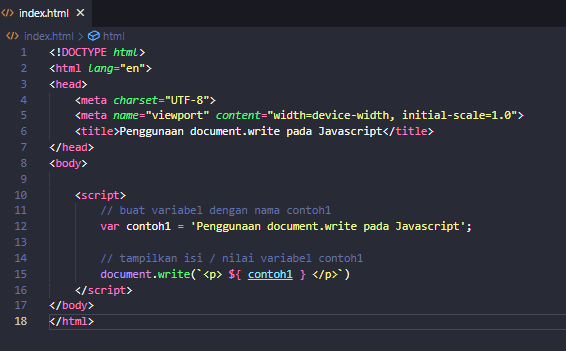 index.html
index.html > html
1 <!DOCTYPE html>
2 <html lang="en">
3 <head>
4 <meta charset="UTF-8">
5 <meta name="viewport" content="width=device-width, initial-scale=1.0">
6 <title>Penggunaan document.write pada Javascript</title>
7 </head>
8 <body>
9
10 <script>
11 // buat variabel dengan nama contoh1
12 var contoh1 = 'Penggunaan document.write pada Javascript';
13
14 // tampilkan isi / nilai variabel contoh1
15 document.write(`<p> ${ contoh1 } </p>`)
16 </script>
17 </body>
18 </html>